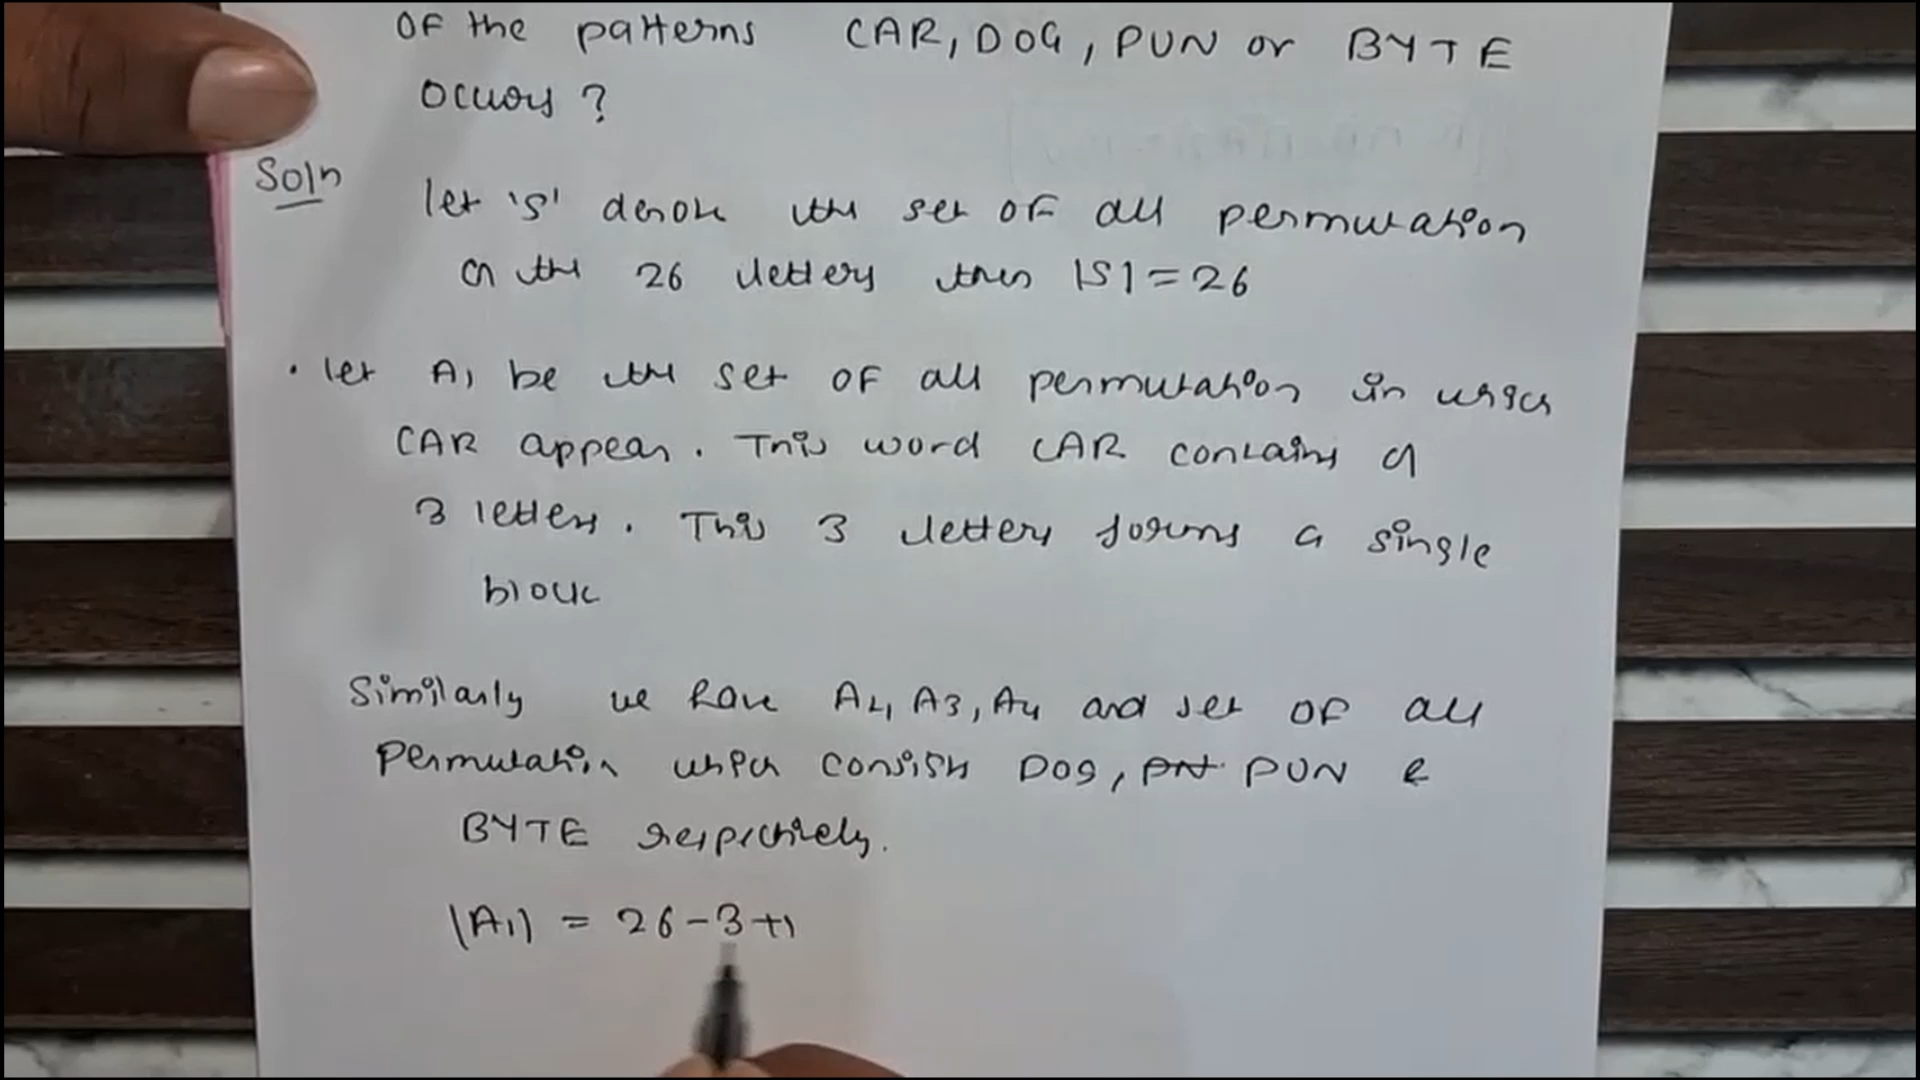 OF the patterns CAR, DOG, PUN or BYTE
occurs ?
Soln
let 'S' denote the set OF all permutation
of the 26 letters then |S| = 26
. let A1 be the set OF all permutation in which
CAR appear. This word CAR contains of
3 letters. This 3 letters forms a single
block
Similarly we have A2, A3, A4 and set OF all
Permutation which consists DOG, PUN &
BYTE respectively.
|A1| = 26-3+1